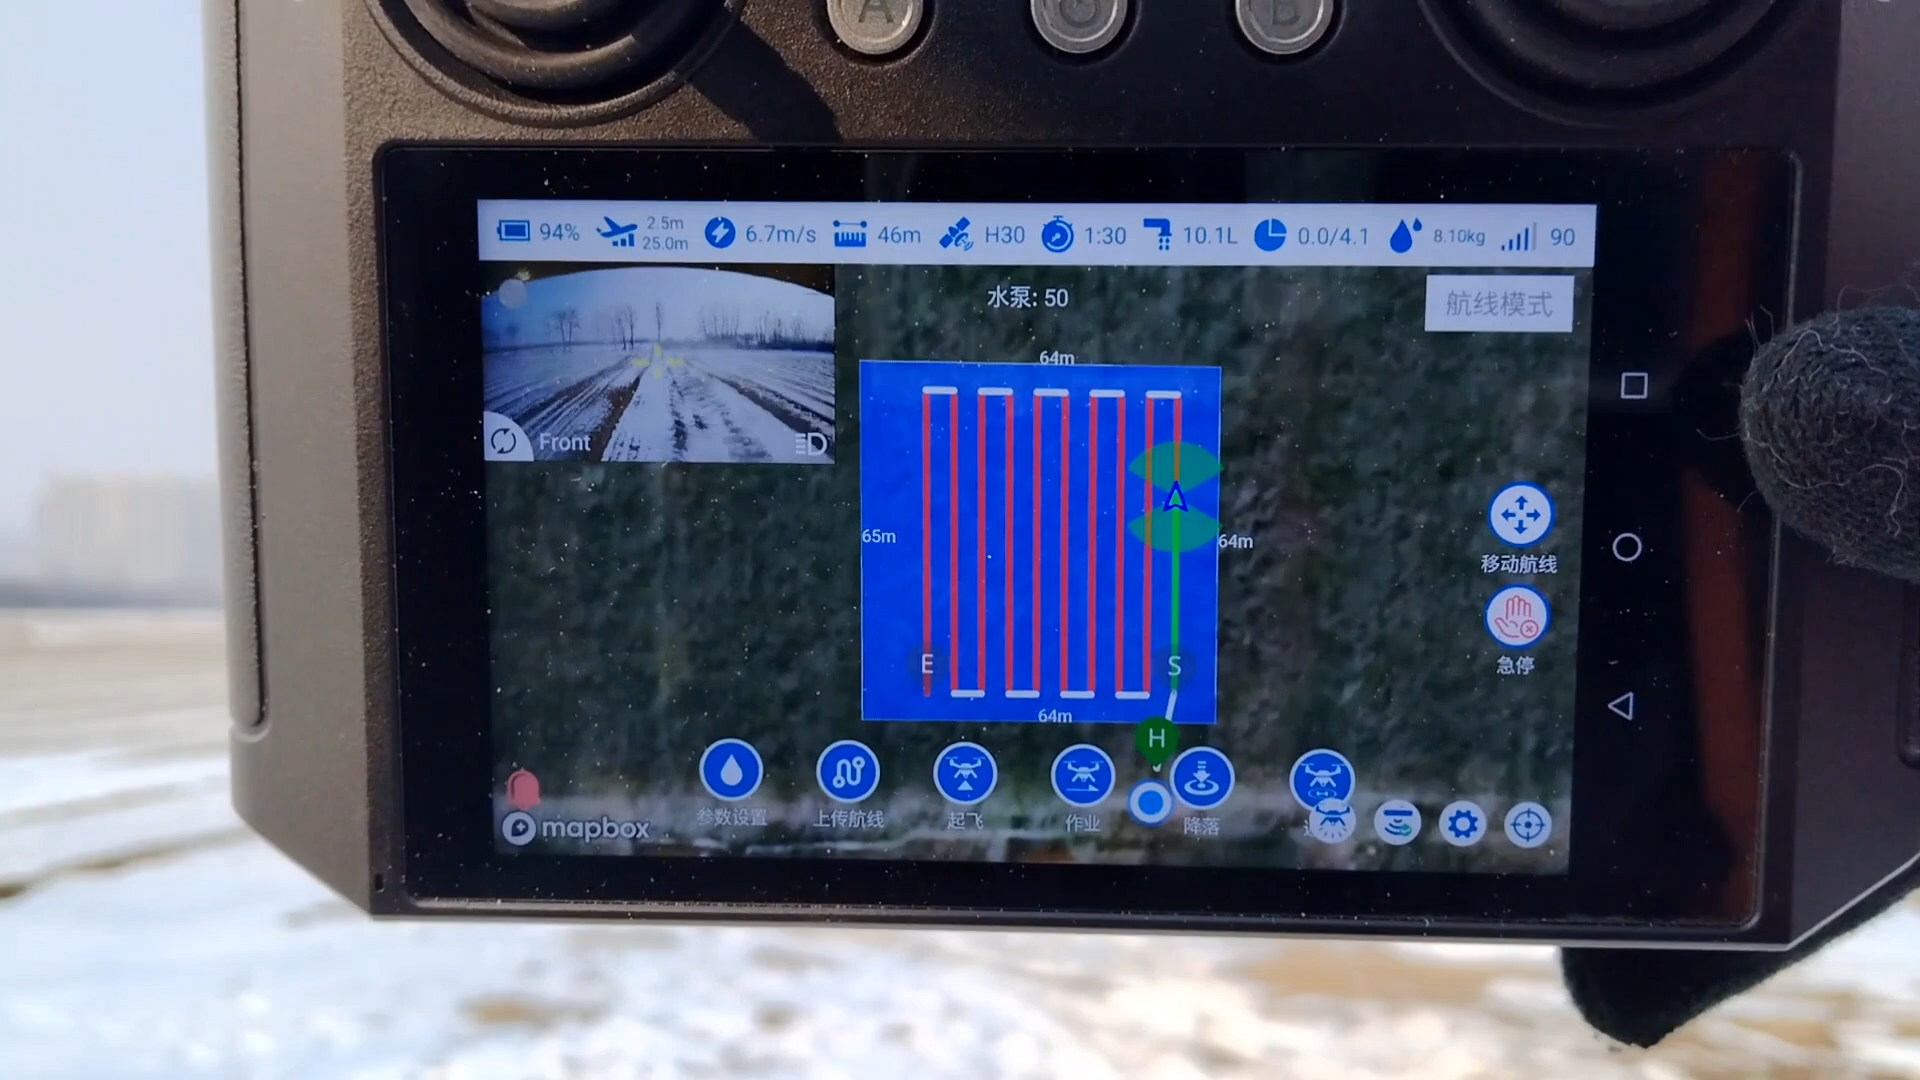 A
B
94%
2.5m
25.0m
6.7m/s
46m
H30
1:30
10.1L
0.0/4.1
8.10kg
90
水泵: 50
航线模式
Front
64m
65m
64m
E
S
64m
H
移动航线
急停
参数设置
上传航线
起飞
作业
降落
mapbox